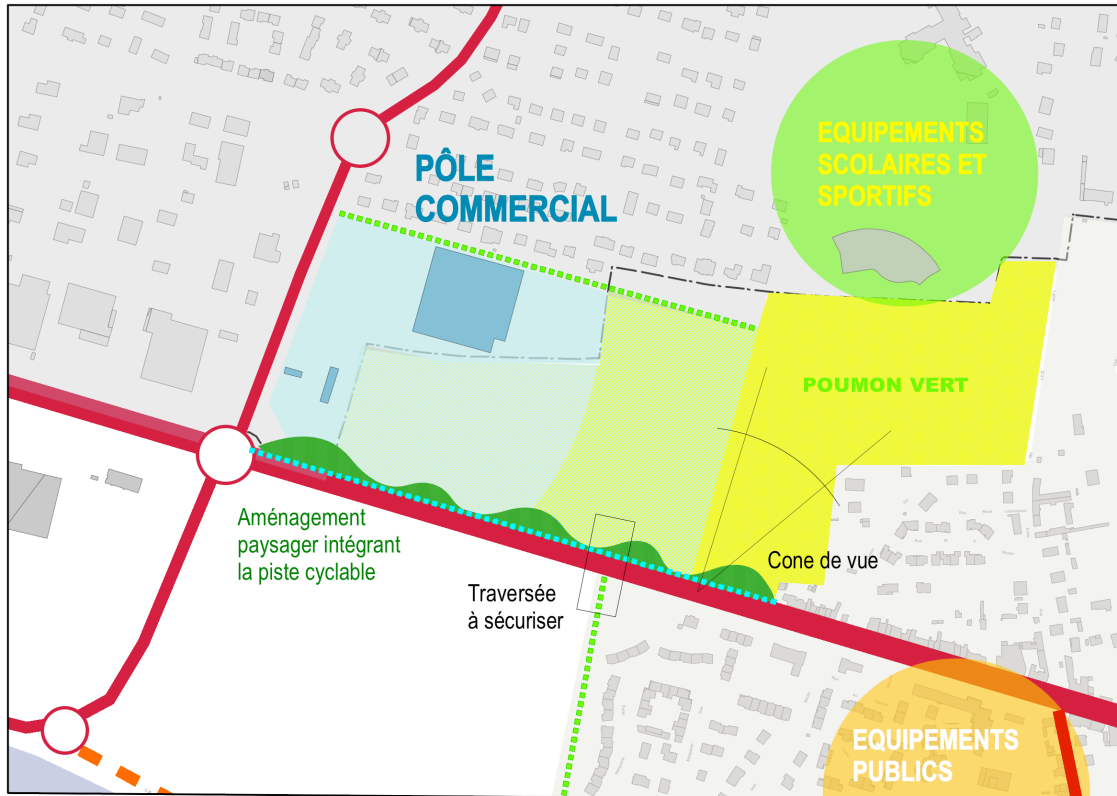 EQUIPEMENTS
SCOLAIRES ET
SPORTIFS
PÔLE
COMMERCIAL
POUMON VERT
Aménagement
paysager intégrant
la piste cyclable
Cone de vue
Traversée
à sécuriser
EQUIPEMENTS
PUBLICS